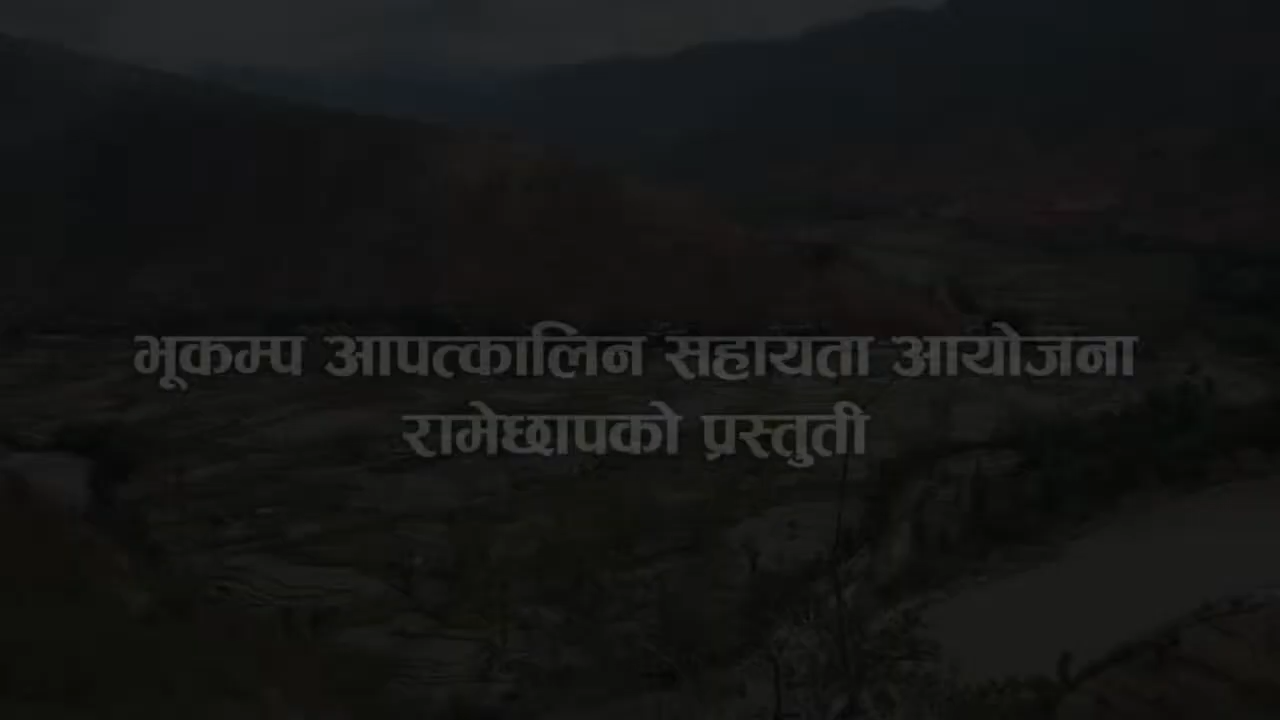 भूकम्प आपत्कालिन सहायता आयोजना
रामेछापको प्रस्तुती